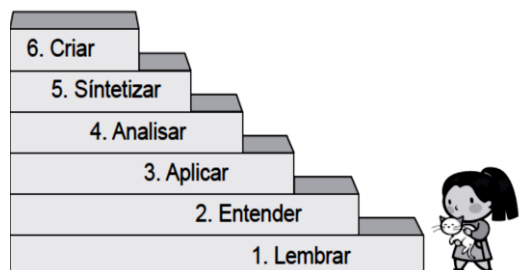 6. Criar
5. Síntetizar
4. Analisar
3. Aplicar
2. Entender
1. Lembrar